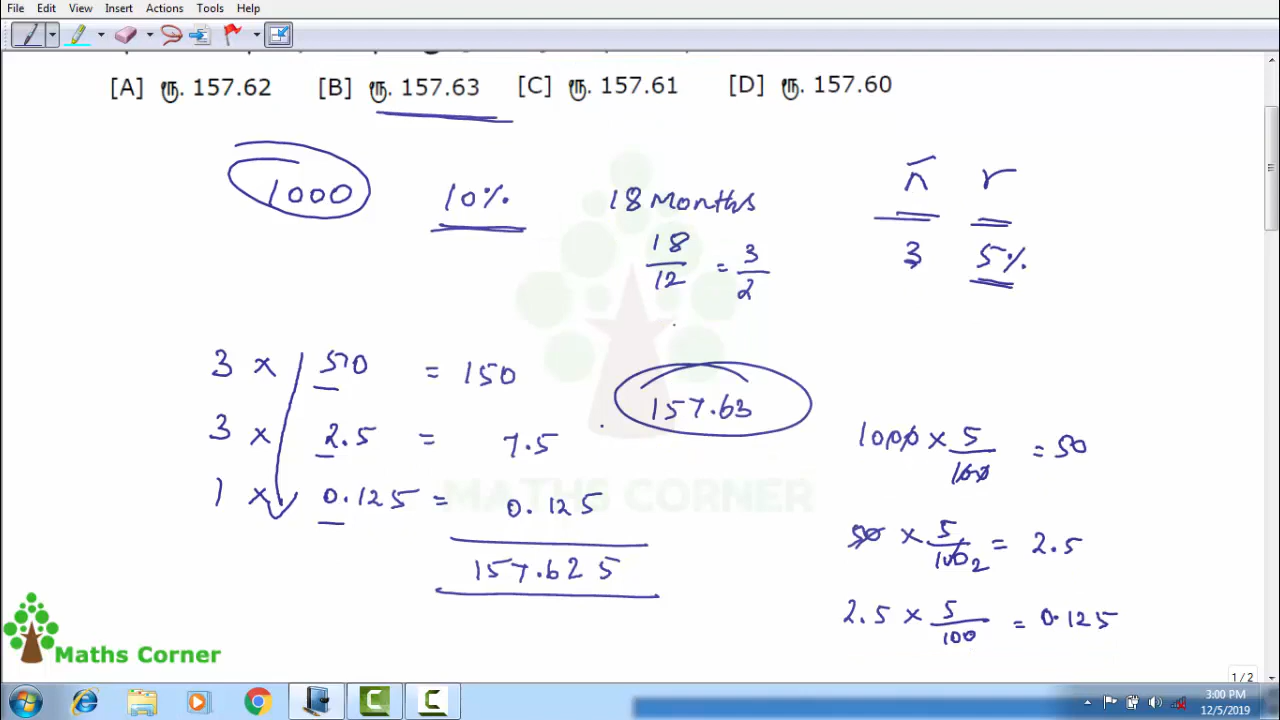 File Edit View Insert Actions Tools Help
[A] ரூ. 157.62 [B] ரூ. 157.63 [C] ரூ. 157.61 [D] ரூ. 157.60
1000 10% 18 Months n r
18/12 = 3/2 3 5%
3 × 50 = 150
157.63
3 × 2.5 = 7.5
1000 × 5/100 = 50
1 × 0.125 = 0.125
MATHS CORNER
50 × 5/100 2 = 2.5
157.625
2.5 × 5/100 = 0.125
Maths Corner
1/2
3:00 PM
12/5/2019